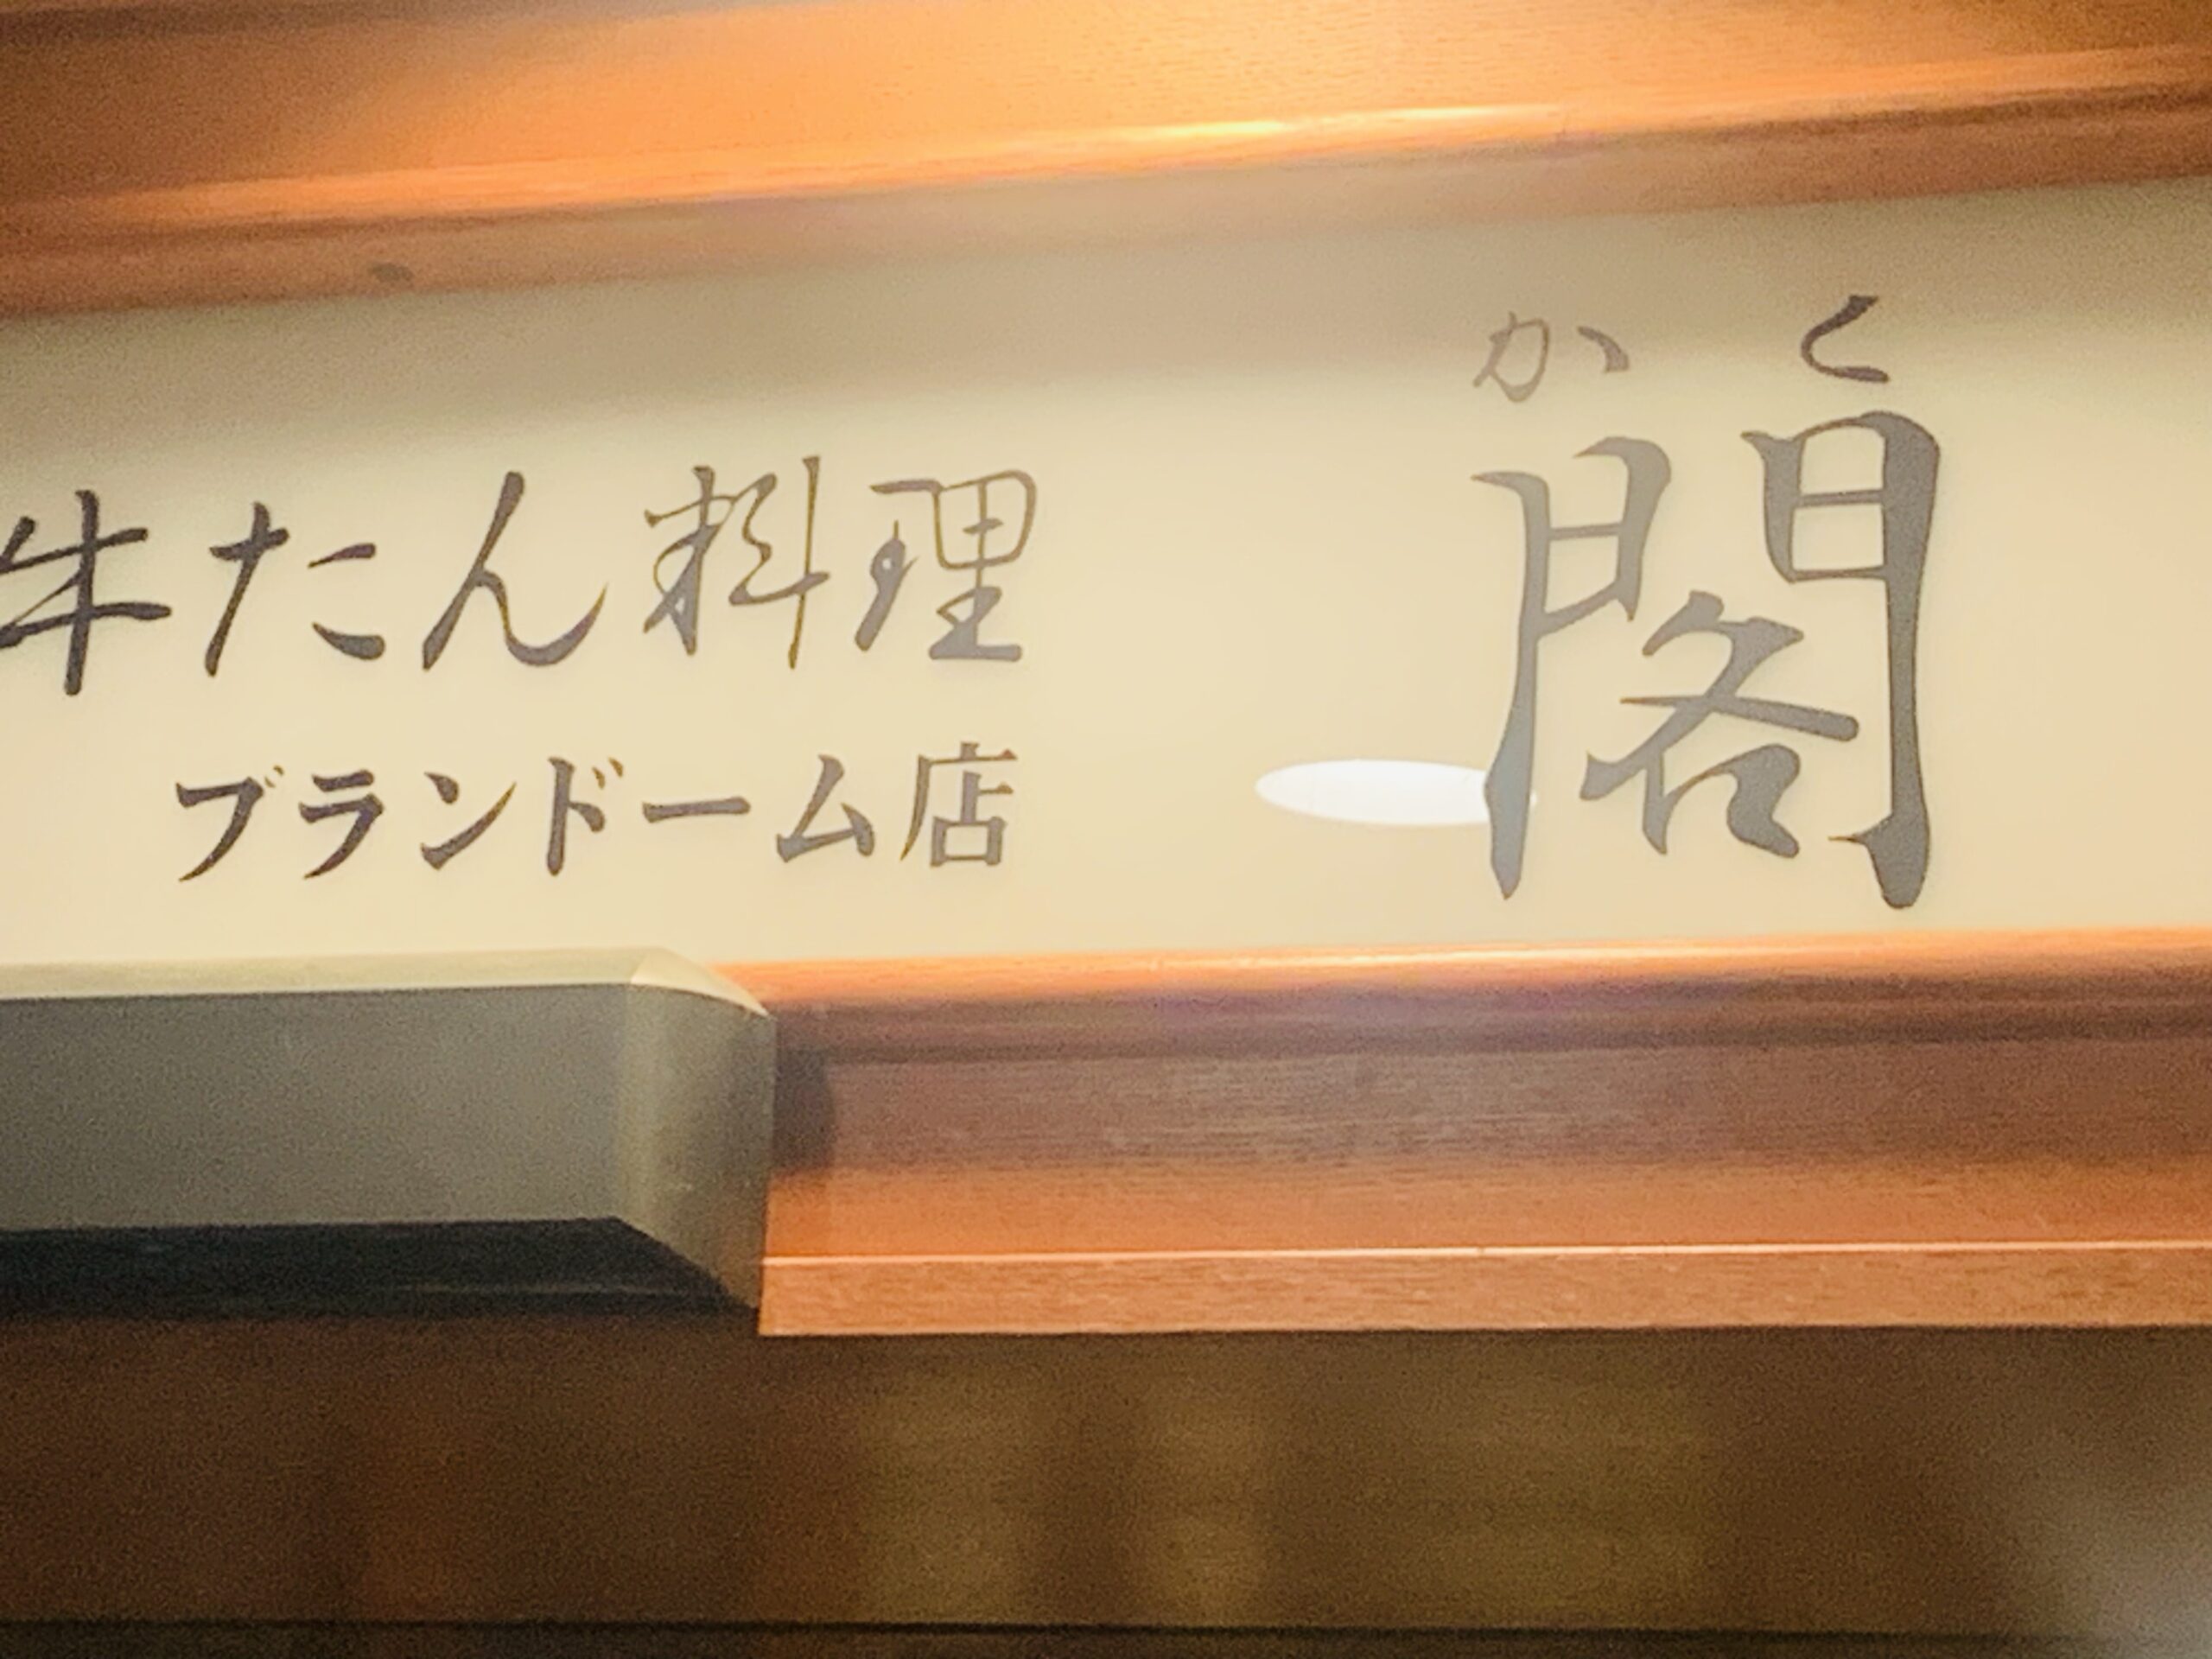 牛たん料理
ブランドーム店
かく
閣